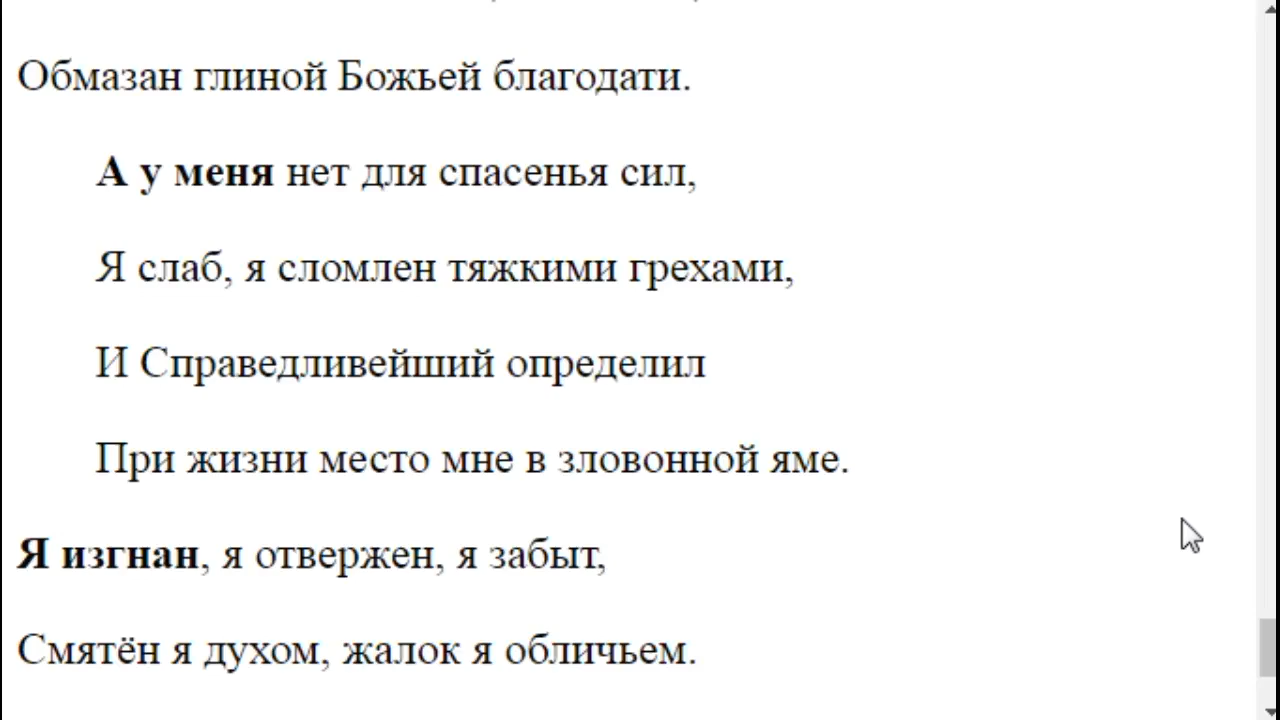 Обмазан глиной Божьей благодати.
А у меня нет для спасенья сил,
Я слаб, я сломлен тяжкими грехами,
И Справедливейший определил
При жизни место мне в зловонной яме.
Я изгнан, я отвержен, я забыт,
Смятён я духом, жалок я обличьем.